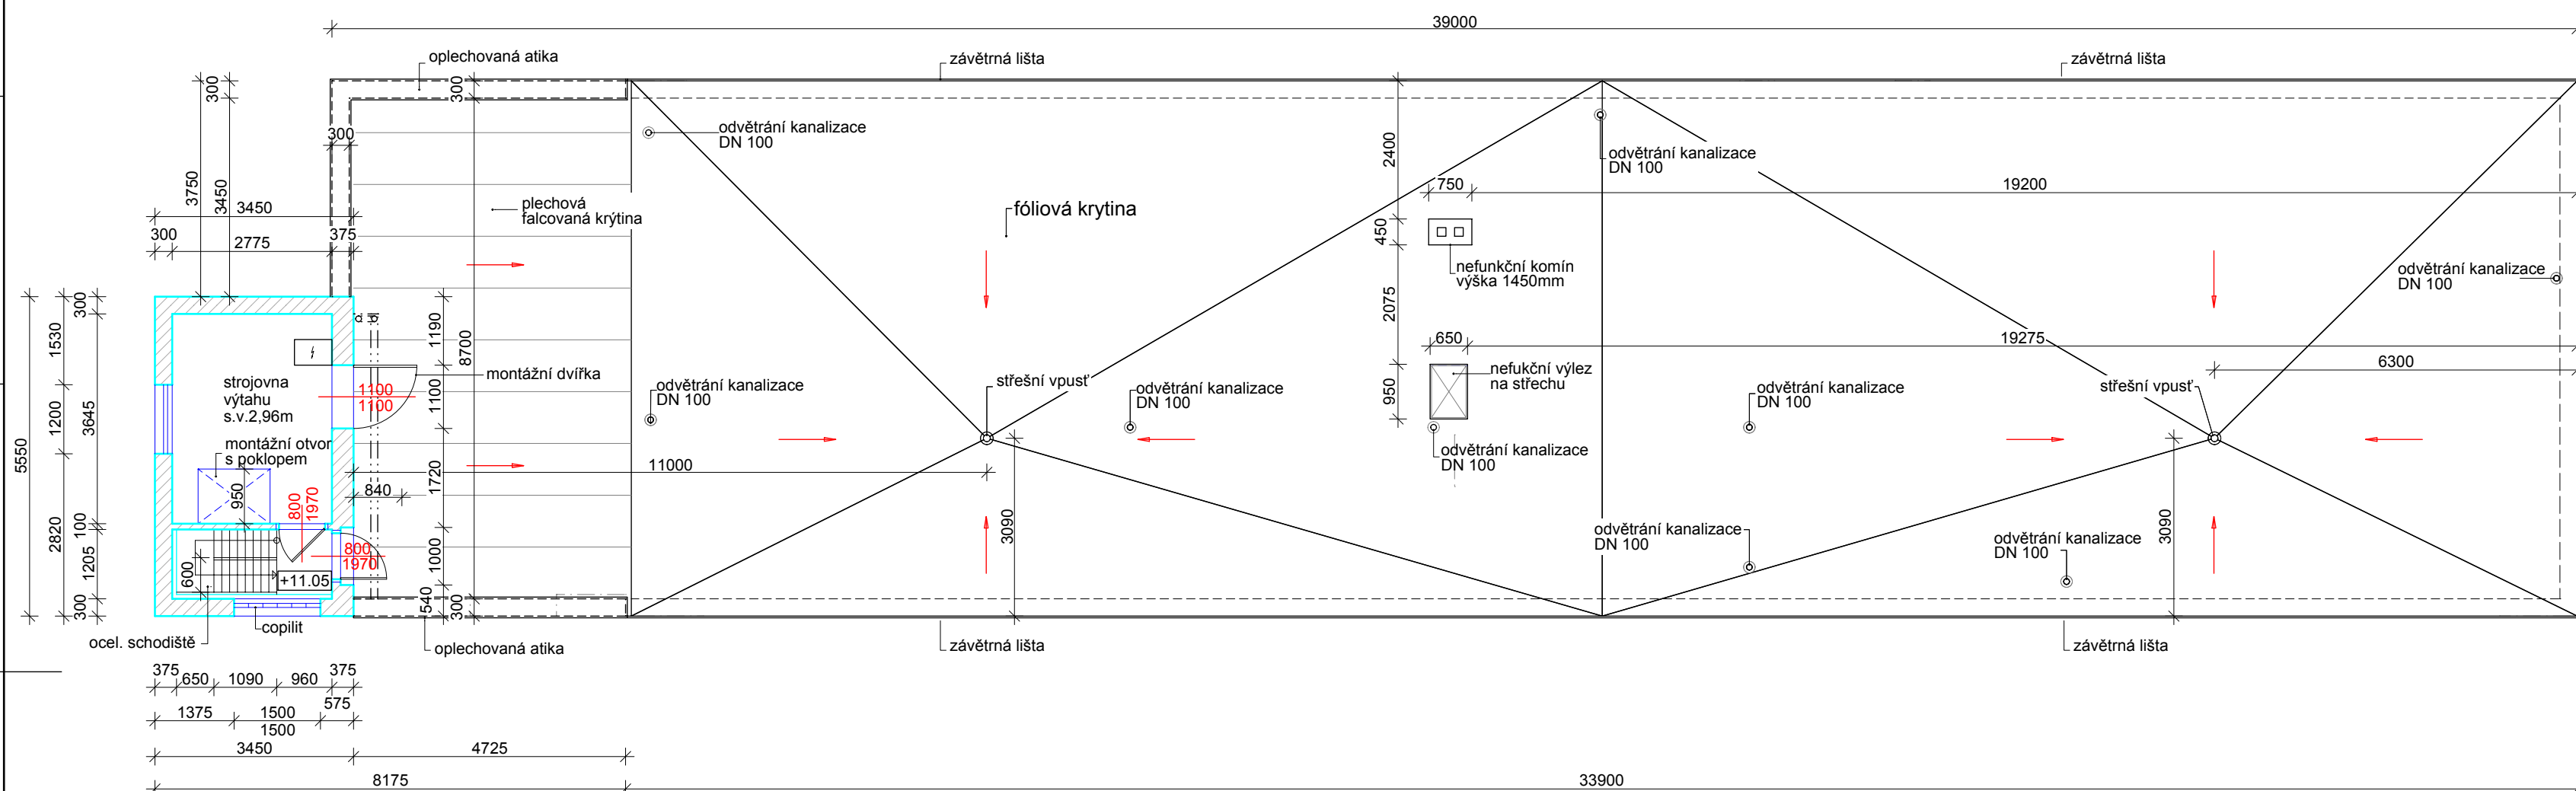 39000
oplechovaná atika
závětrná lišta
závětrná lišta
300
300
300
odvětrání kanalizace
DN 100
odvětrání kanalizace
DN 100
2400
3750
3450
3450
plechová
falcovaná krýtina
fóliová krytina
750
19200
300
2775
375
450
nefunkční komín
výška 1450mm
odvětrání kanalizace
DN 100
2075
300
1530
1190
8700
650
19275
6300
strojovna
výtahu
s.v.2,96m
1100
1100
montážní dvířka
1100
odvětrání kanalizace
DN 100
střešní vpusť
odvětrání kanalizace
DN 100
nefukční výlez
na střechu
950
odvětrání kanalizace
DN 100
střešní vpusť
5550
1200
3645
montážní otvor
s poklopem
950
800
1970
1720
840
11000
odvětrání kanalizace
DN 100
3090
3090
2820
100
1205
600
800
1970
1000
+11.05
odvětrání kanalizace
DN 100
odvětrání kanalizace
DN 100
300
540
300
copilit
ocel. schodiště
oplechovaná atika
závětrná lišta
závětrná lišta
375
650
1090
960
375
575
1375
1500
1500
3450
4725
8175
33900